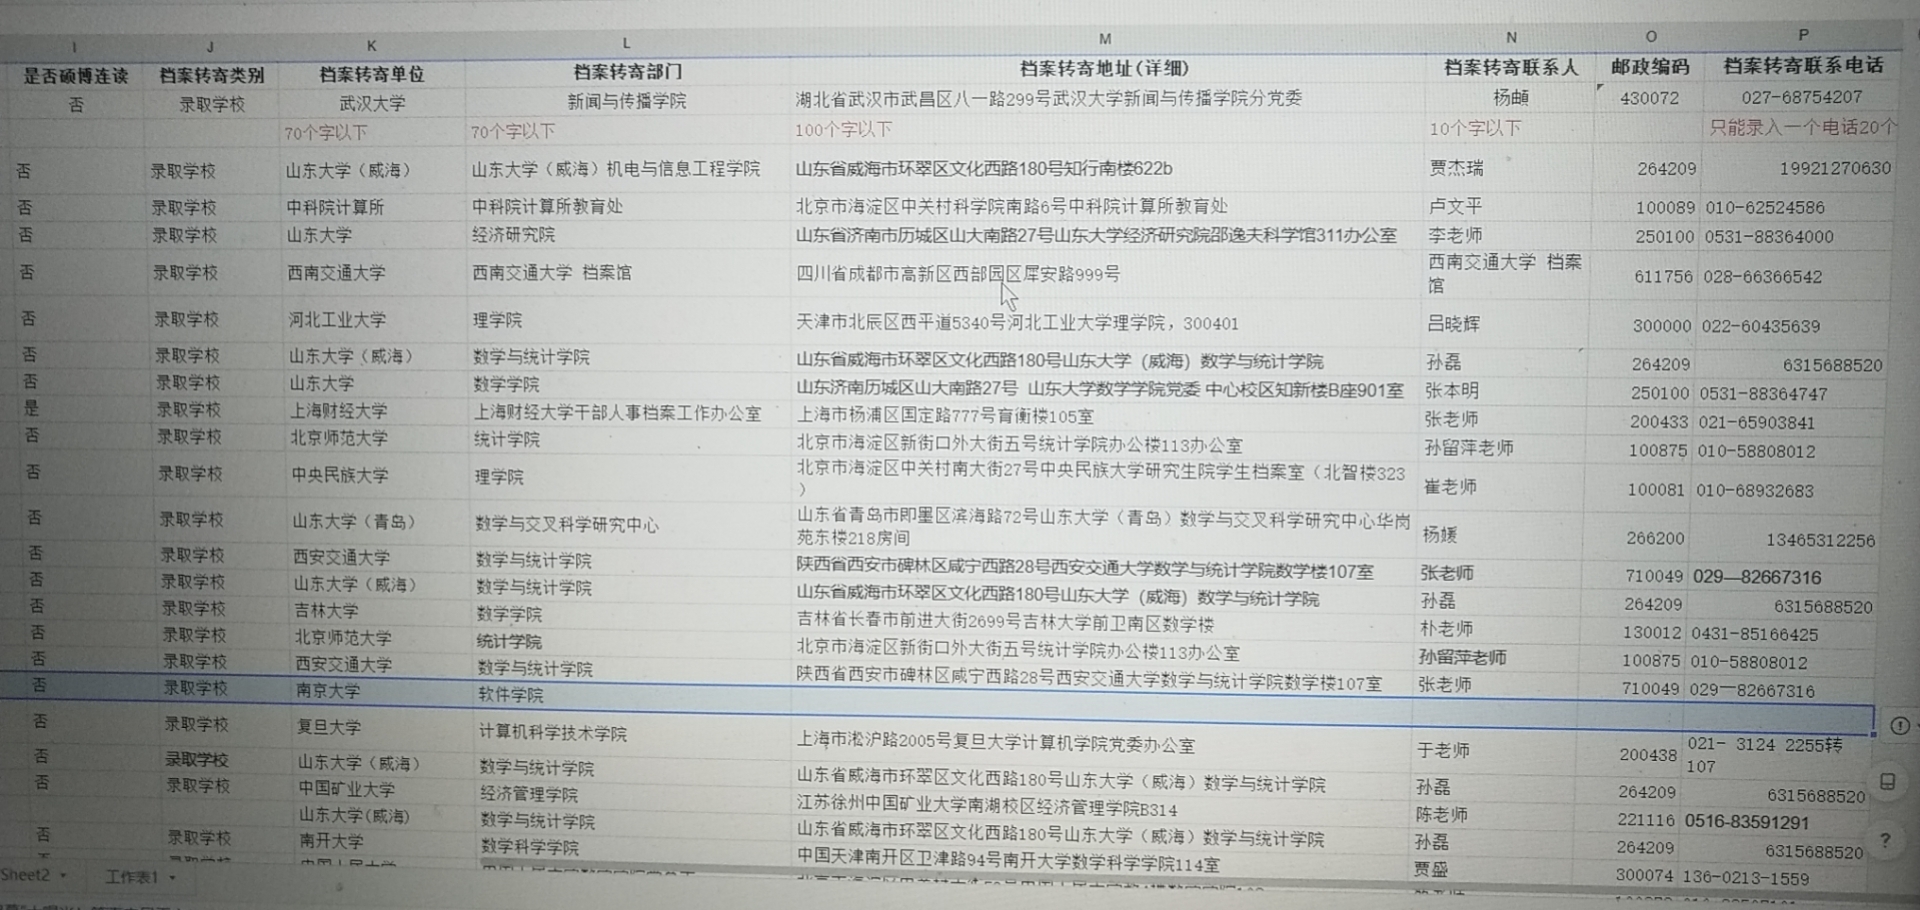 I J K L M N O P
是否硕博连读 档案转寄类别 档案转寄单位 档案转寄部门 档案转寄地址(详细) 档案转寄联系人 邮政编码 档案转寄联系电话
否 录取学校 武汉大学 新闻与传播学院 湖北省武汉市武昌区八一路299号武汉大学新闻与传播学院分党委 杨頔 430072 027-68754207
70个字以下 70个字以下 100个字以下 10个字以下 只能录入一个电话20个
否 录取学校 山东大学（威海） 山东大学（威海）机电与信息工程学院 山东省威海市环翠区文化西路180号知行南楼622b 贾杰瑞 264209 19921270630
否 录取学校 中科院计算所 中科院计算所教育处 北京市海淀区中关村科学院南路6号中科院计算所教育处 卢文平 100089 010-62524586
否 录取学校 山东大学 经济研究院 山东省济南市历城区山大南路27号山东大学经济研究院邵逸夫科学馆311办公室 李老师 250100 0531-88364000
否 录取学校 西南交通大学 西南交通大学 档案馆 四川省成都市高新区西部园区犀安路999号 西南交通大学 档案
馆 611756 028-66366542
否 录取学校 河北工业大学 理学院 天津市北辰区西平道5340号河北工业大学理学院，300401 吕晓辉 300000 022-60435639
否 录取学校 山东大学（威海） 数学与统计学院 山东省威海市环翠区文化西路180号山东大学（威海）数学与统计学院 孙磊 264209 6315688520
否 录取学校 山东大学 数学学院 山东济南历城区山大南路27号 山东大学数学学院党委 中心校区知新楼B座901室 张本明 250100 0531-88364747
是 录取学校 上海财经大学 上海财经大学干部人事档案工作办公室 上海市杨浦区国定路777号育衡楼105室 张老师 200433 021-65903841
否 录取学校 北京师范大学 统计学院 北京市海淀区新街口外大街五号统计学院办公楼113办公室 孙留萍老师 100875 010-58808012
否 录取学校 中央民族大学 理学院 北京市海淀区中关村南大街27号中央民族大学研究生院学生档案室（北智楼323
） 崔老师 100081 010-68932683
否 录取学校 山东大学（青岛） 数学与交叉科学研究中心 山东省青岛市即墨区滨海路72号山东大学（青岛）数学与交叉科学研究中心华岗
苑东楼218房间 杨媛 266200 13465312256
否 录取学校 西安交通大学 数学与统计学院 陕西省西安市碑林区咸宁西路28号西安交通大学数学与统计学院数学楼107室 张老师 710049 029—82667316
否 录取学校 山东大学（威海） 数学与统计学院 山东省威海市环翠区文化西路180号山东大学（威海）数学与统计学院 孙磊 264209 6315688520
否 录取学校 吉林大学 数学学院 吉林省长春市前进大街2699号吉林大学前卫南区数学楼 朴老师 130012 0431-85166425
否 录取学校 北京师范大学 统计学院 北京市海淀区新街口外大街五号统计学院办公楼113办公室 孙留萍老师 100875 010-58808012
否 录取学校 西安交通大学 数学与统计学院 陕西省西安市碑林区咸宁西路28号西安交通大学数学与统计学院数学楼107室 张老师 710049 029—82667316
否 录取学校 南京大学 软件学院
否 录取学校 复旦大学 计算机科学技术学院 上海市淞沪路2005号复旦大学计算机学院党委办公室 于老师 200438 021- 3124 2255转
107
否 录取学校 山东大学（威海） 数学与统计学院 山东省威海市环翠区文化西路180号山东大学（威海）数学与统计学院 孙磊 264209 6315688520
否 录取学校 中国矿业大学 经济管理学院 江苏徐州中国矿业大学南湖校区经济管理学院B314 陈老师 221116 0516-83591291
山东大学(威海) 数学与统计学院 山东省威海市环翠区文化西路180号山东大学（威海）数学与统计学院 孙磊 264209 6315688520
否 录取学校 南开大学 数学科学学院 中国天津南开区卫津路94号南开大学数学科学学院114室 贾盛 300074 136-0213-1559
Sheet2 工作表1